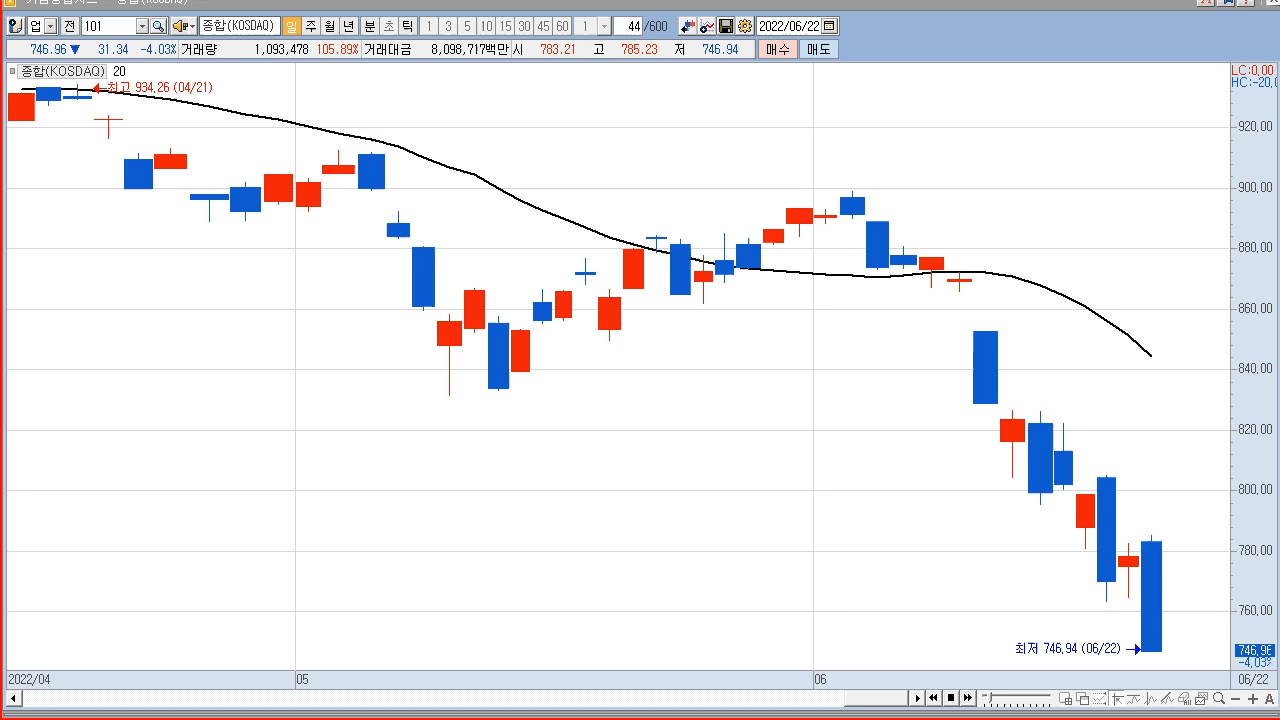 업 전 101 종합(KOSDAQ) 일 주 월 년 분 초 틱 1 3 5 10 15 30 45 60 1 44 /600 2022/06/22
746.96 ▼ 31.34 -4.03% 거래량 1,093,478 105.89% 거래대금 8,098,717백만 시 783.21 고 785.23 저 746.94 매수 매도
종합(KOSDAQ) 20
LC:0,00
HC:-20,0
최고 934,26 (04/21)
920,00
900,00
880,00
860,00
840,00
820,00
800,00
780,00
760,00
최저 746,94 (06/22)
746,96
-4,03%
2022/04 05 06 06/22
A